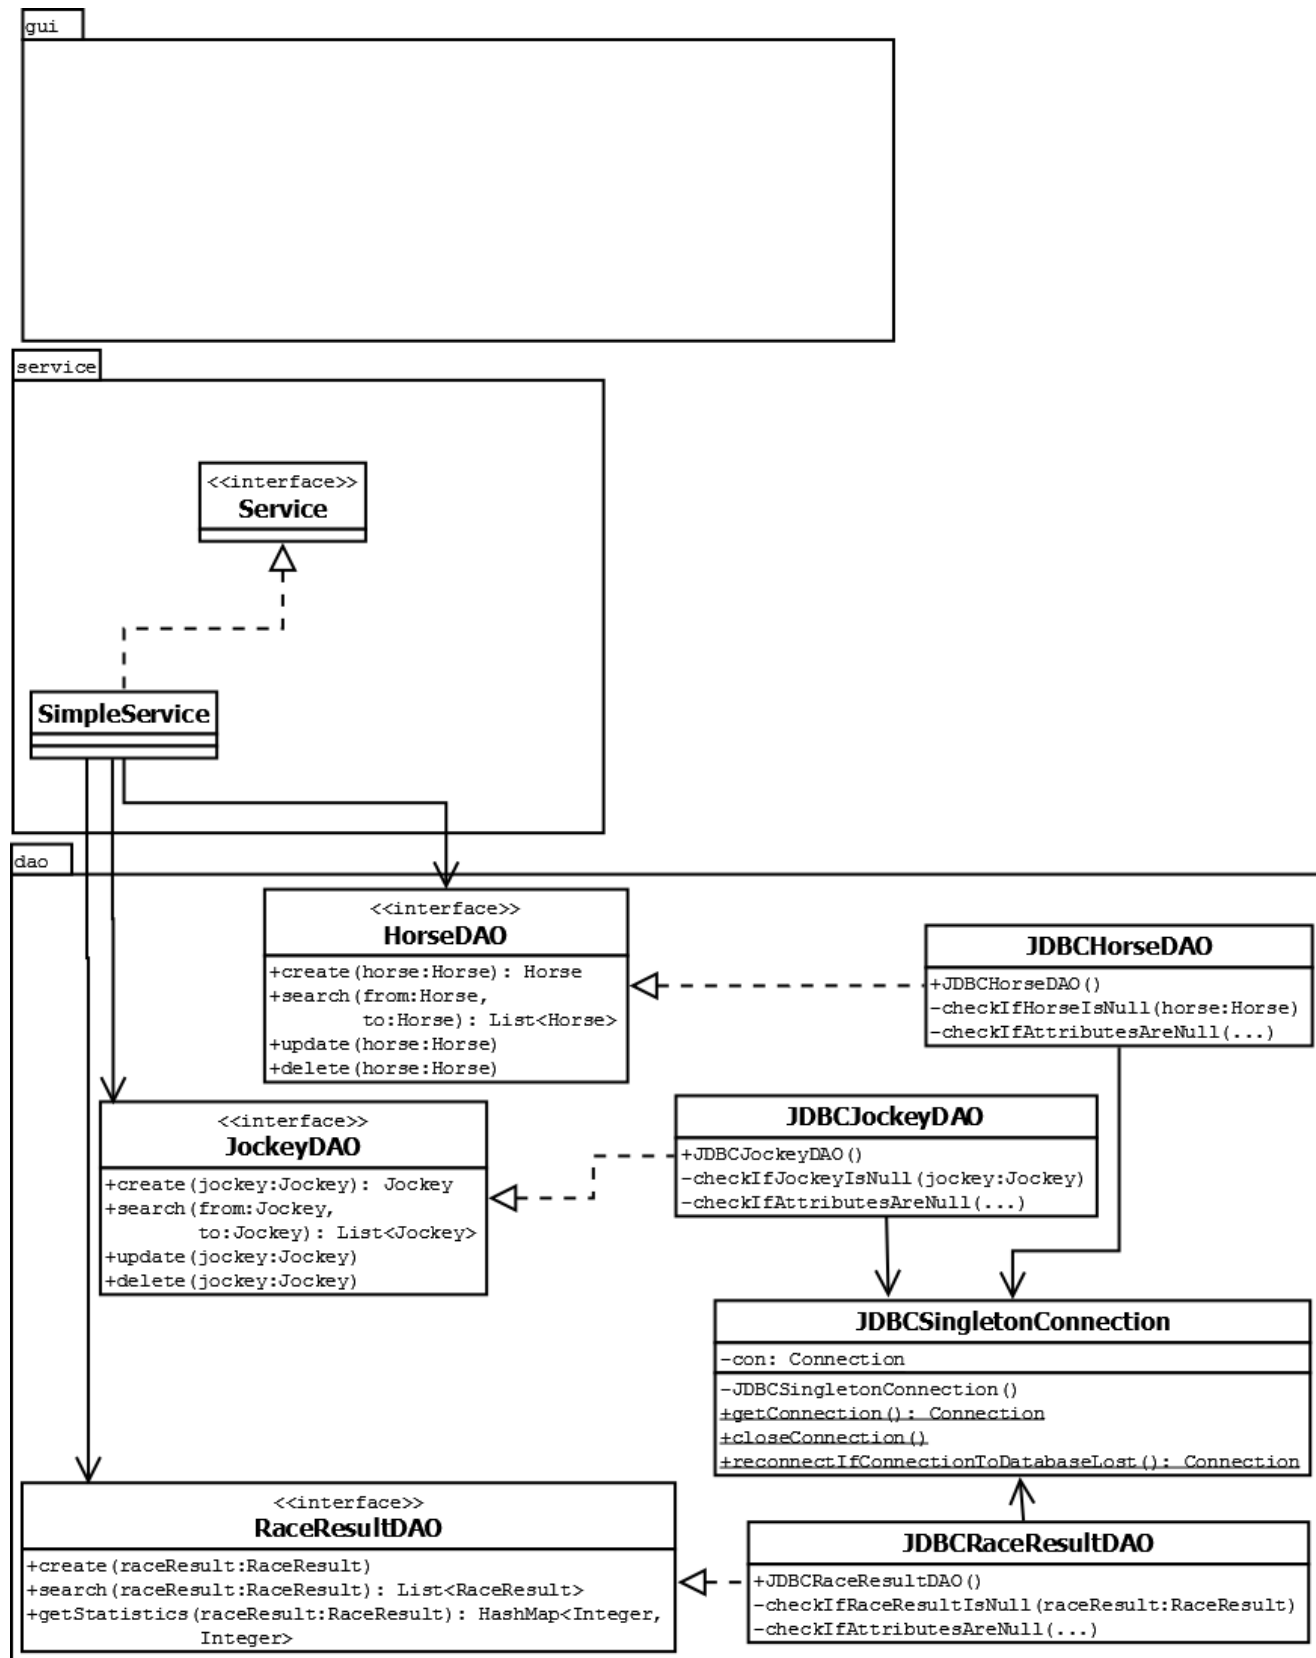 gui
service
<<interface>>
Service
SimpleService
dao
<<interface>>
HorseDAO
+create(horse:Horse): Horse
+search(from:Horse,
to:Horse): List<Horse>
+update(horse:Horse)
+delete(horse:Horse)
JDBCHorseDAO
+JDBCHorseDAO()
-checkIfHorseIsNull(horse:Horse)
-checkIfAttributesAreNull(...)
<<interface>>
JockeyDAO
+create(jockey:Jockey): Jockey
+search(from:Jockey,
to:Jockey): List<Jockey>
+update(jockey:Jockey)
+delete(jockey:Jockey)
JDBCJockeyDAO
+JDBCJockeyDAO()
-checkIfJockeyIsNull(jockey:Jockey)
-checkIfAttributesAreNull(...)
JDBCSingletonConnection
-con: Connection
-JDBCSingletonConnection()
+getConnection(): Connection
+closeConnection()
+reconnectIfConnectionToDatabaseLost(): Connection
<<interface>>
RaceResultDAO
+create(raceResult:RaceResult)
+search(raceResult:RaceResult): List<RaceResult>
+getStatistics(raceResult:RaceResult): HashMap<Integer,
Integer>
JDBCRaceResultDAO
+JDBCRaceResultDAO()
-checkIfRaceResultIsNull(raceResult:RaceResult)
-checkIfAttributesAreNull(...)